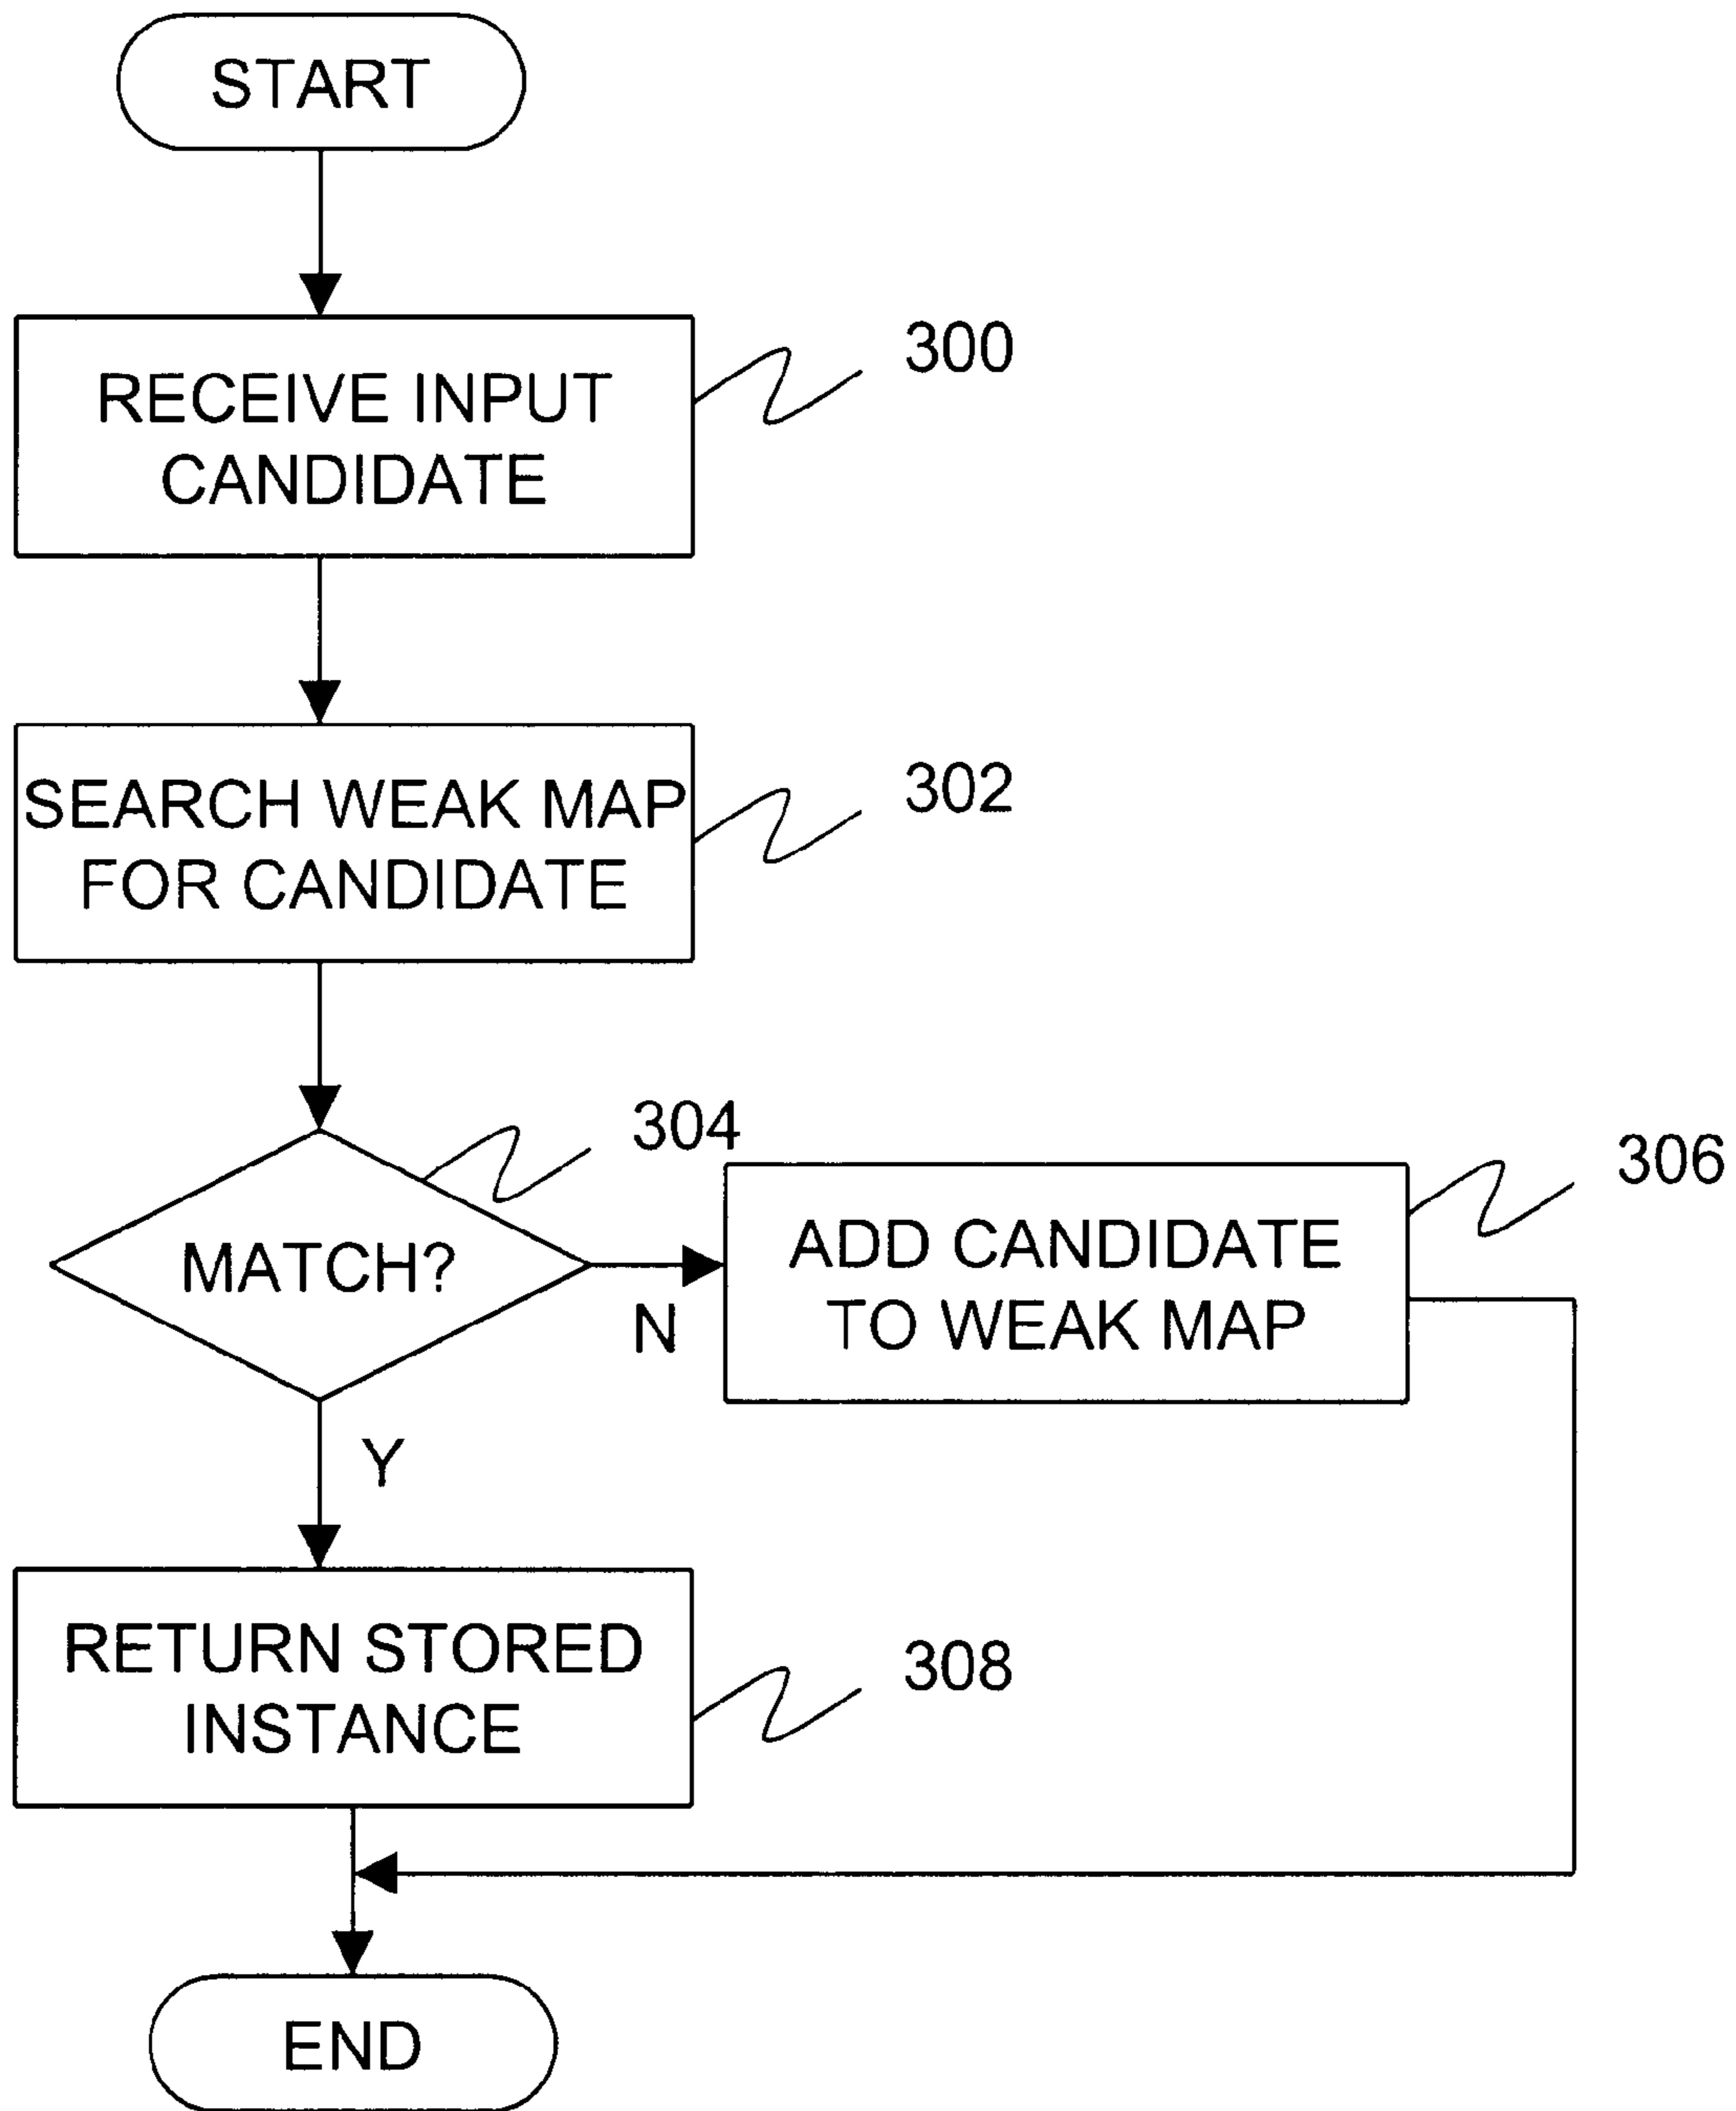 START
RECEIVE INPUT
CANDIDATE
300
SEARCH WEAK MAP
FOR CANDIDATE
302
304
MATCH?
N
ADD CANDIDATE
TO WEAK MAP
306
Y
RETURN STORED
INSTANCE
308
END